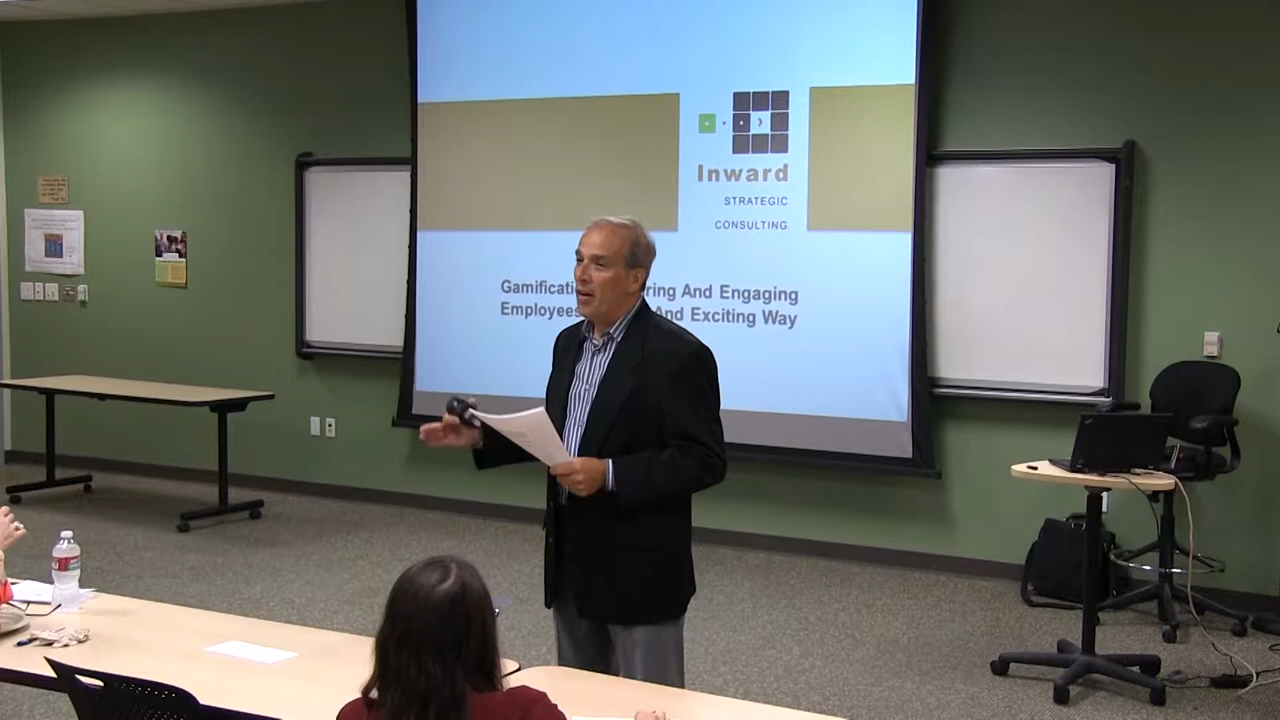 Inward
STRATEGIC
CONSULTING
Gamificati ring And Engaging
Employees And Exciting Way